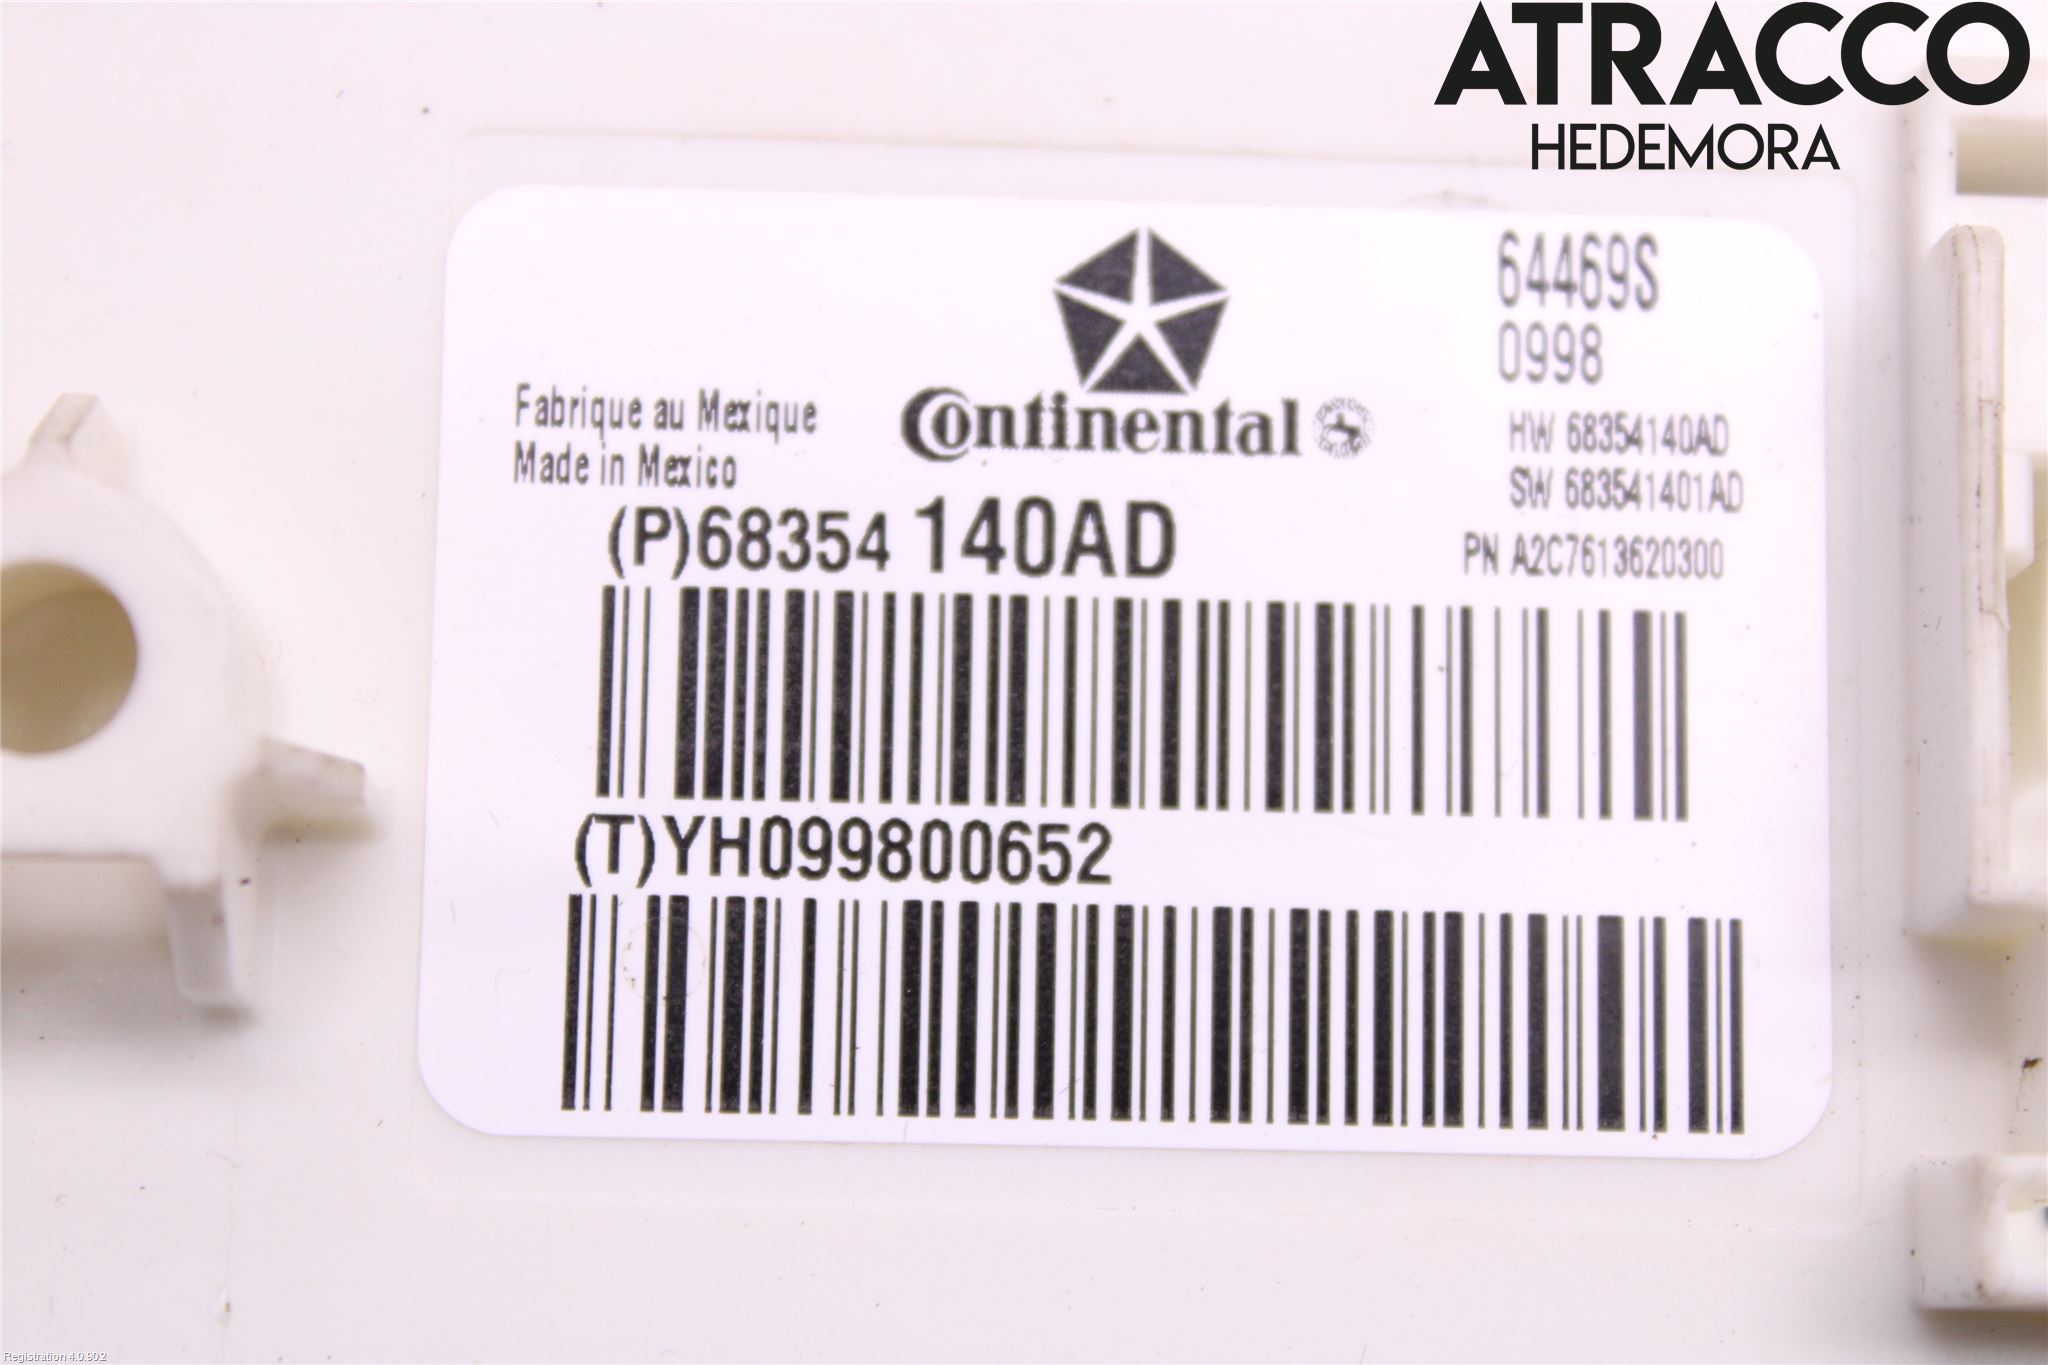 ATRACCO
HEDEMORA
64469S
0998
Fabrique au Mexique
Made in Mexico
Continental
HW 68354140AD
SW 683541401AD
(P)68354 140AD
PN A2C7613620300
(T)YH099800652
Registration 4.0.902